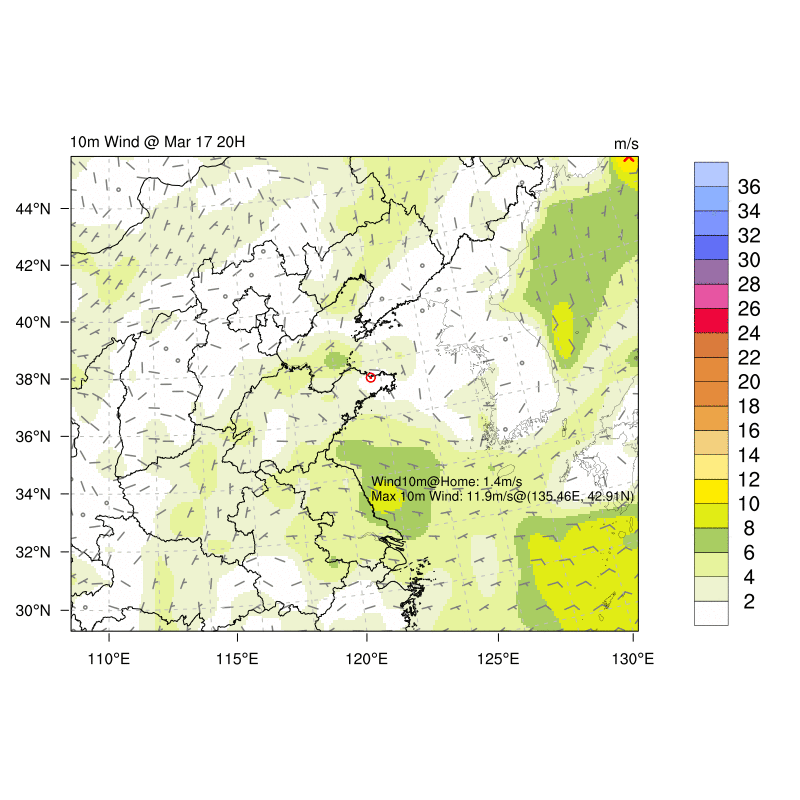 10m Wind @ Mar 17 20H
m/s
44°N
42°N
40°N
38°N
36°N
34°N
32°N
30°N
110°E
115°E
120°E
125°E
130°E
Wind10m@Home: 1.4m/s
Max 10m Wind: 11.9m/s@(135.46E, 42.91N)
36
34
32
30
28
26
24
22
20
18
16
14
12
10
8
6
4
2